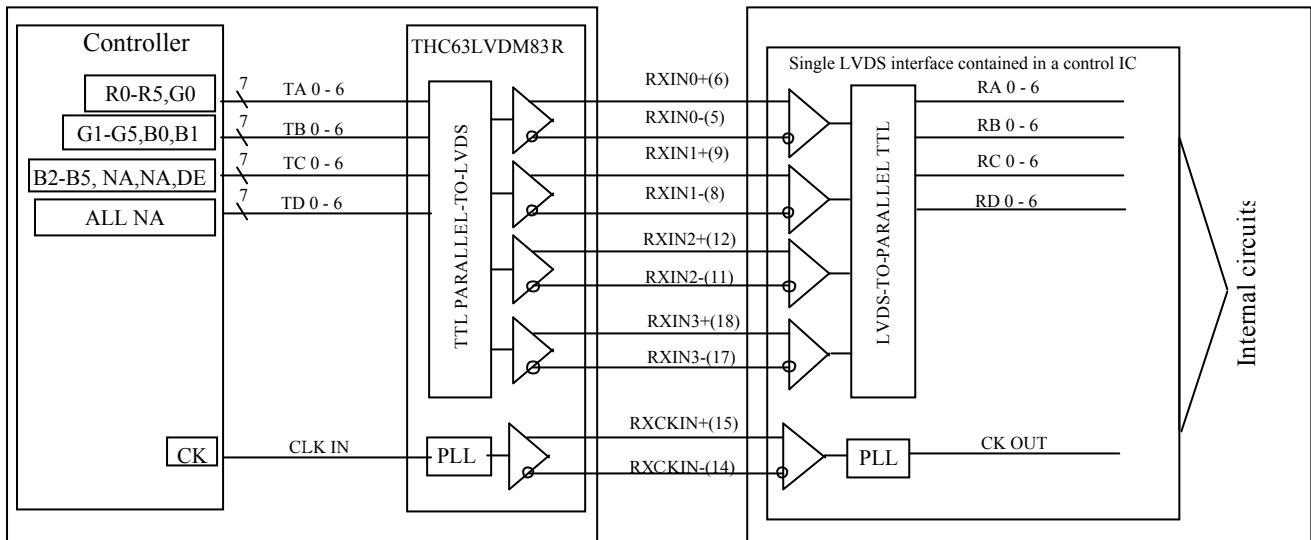 Controller
R0-R5,G0
G1-G5,B0,B1
B2-B5, NA,NA,DE
ALL NA
CK
7
TA 0 - 6
7
TB 0 - 6
7
TC 0 - 6
7
TD 0 - 6
CLK IN
THC63LVDM83R
TTL PARALLEL-TO-LVDS
PLL
RXIN0+(6)
RXIN0-(5)
RXIN1+(9)
RXIN1-(8)
RXIN2+(12)
RXIN2-(11)
RXIN3+(18)
RXIN3-(17)
RXCKIN+(15)
RXCKIN-(14)
Single LVDS interface contained in a control IC
LVDS-TO-PARALLEL TTL
PLL
RA 0 - 6
RB 0 - 6
RC 0 - 6
RD 0 - 6
CK OUT
Internal circuits